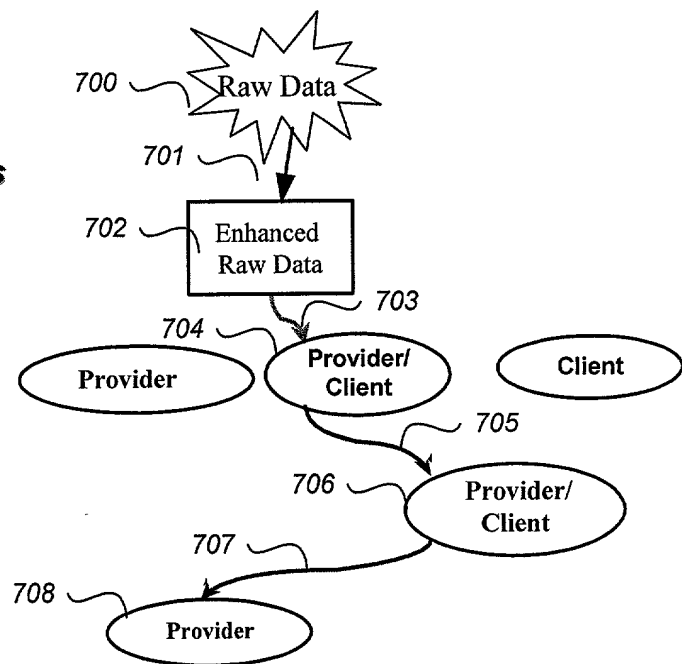 700
Raw Data
701
702
Enhanced
Raw Data
703
704
Provider
Provider/
Client
Client
705
706
Provider/
Client
707
708
Provider